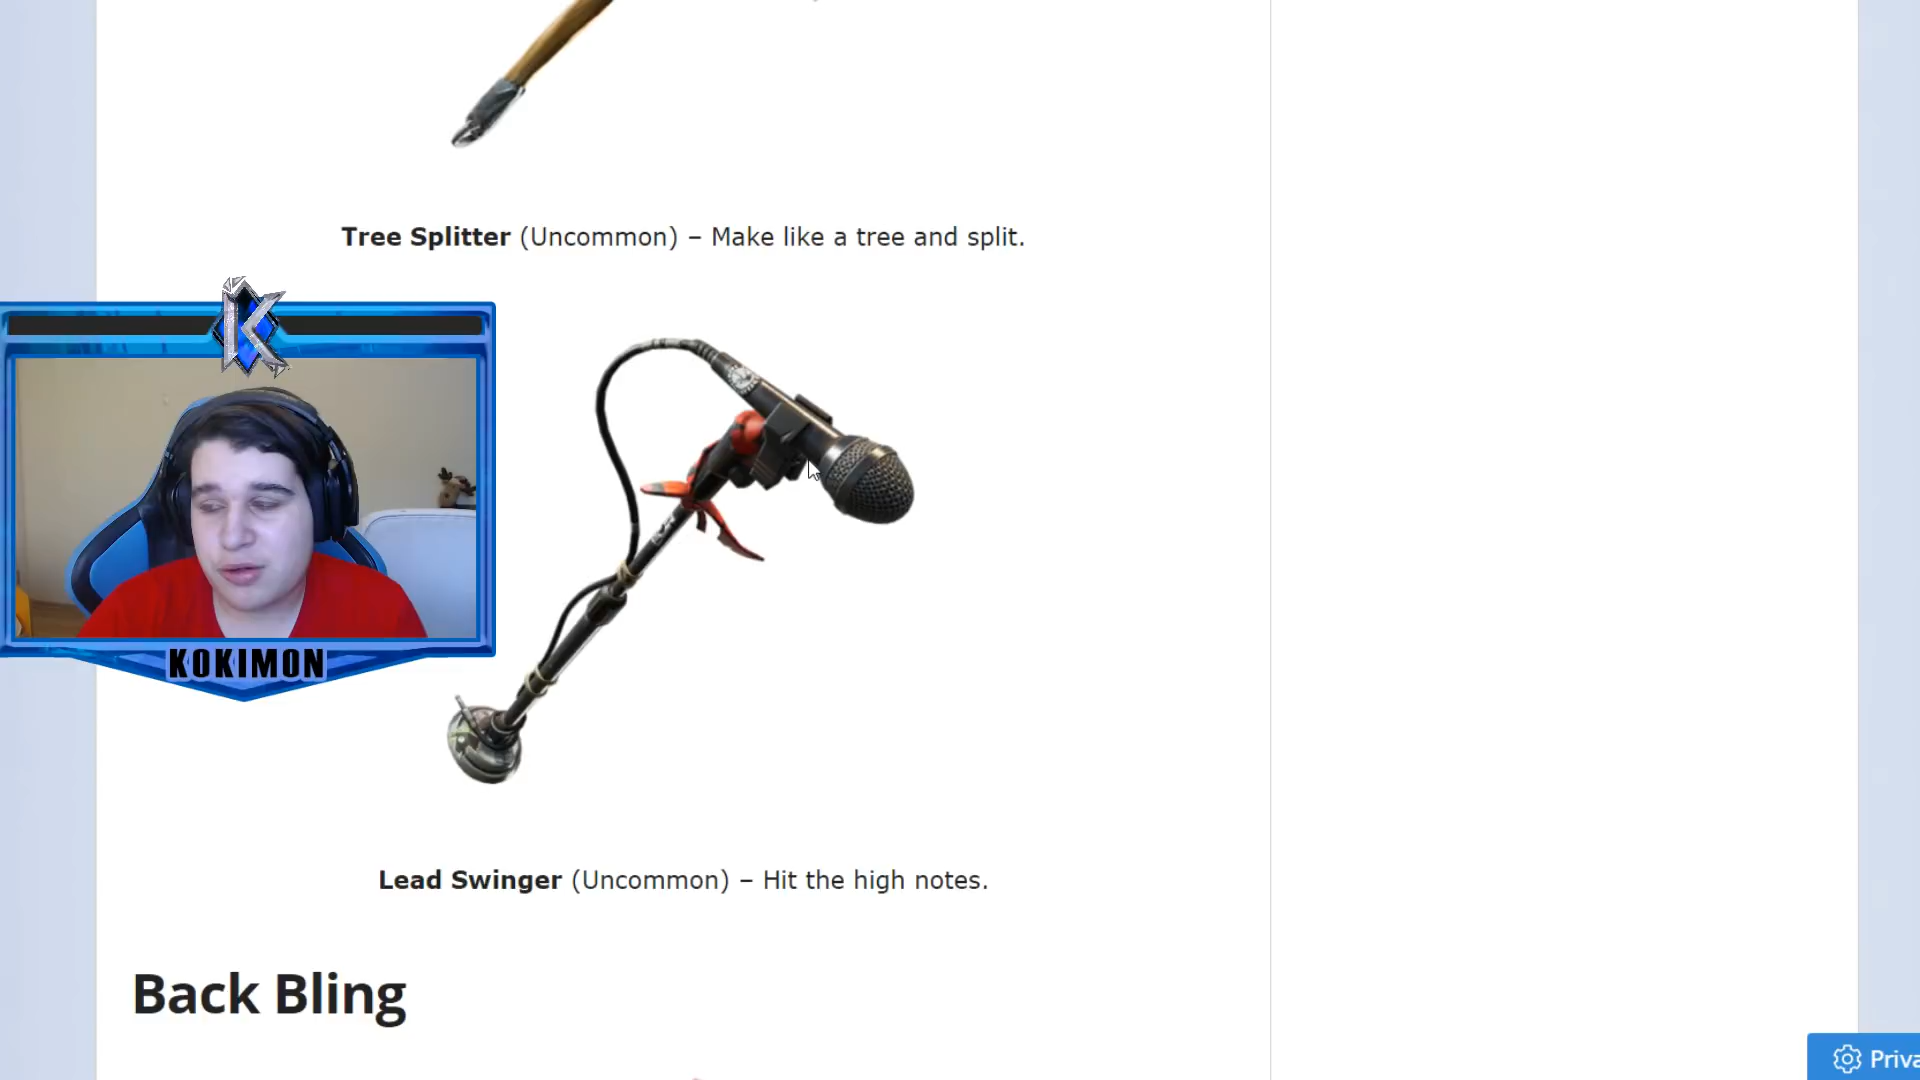 Tree Splitter (Uncommon) – Make like a tree and split.
K
KOKIMON
Lead Swinger (Uncommon) – Hit the high notes.
Back Bling
Priva